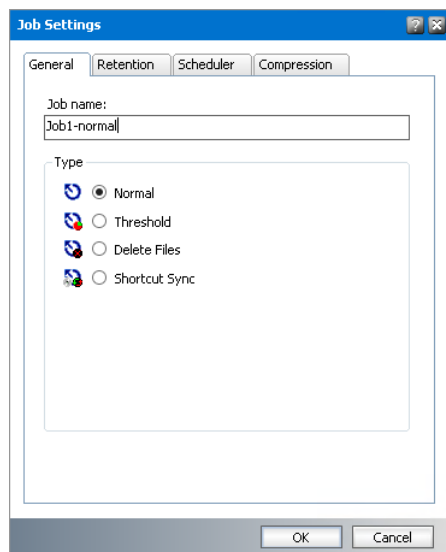 Job Settings
General Retention Scheduler Compression
Job name:
Job1-normal
Type
Normal
Threshold
Delete Files
Shortcut Sync
OK Cancel